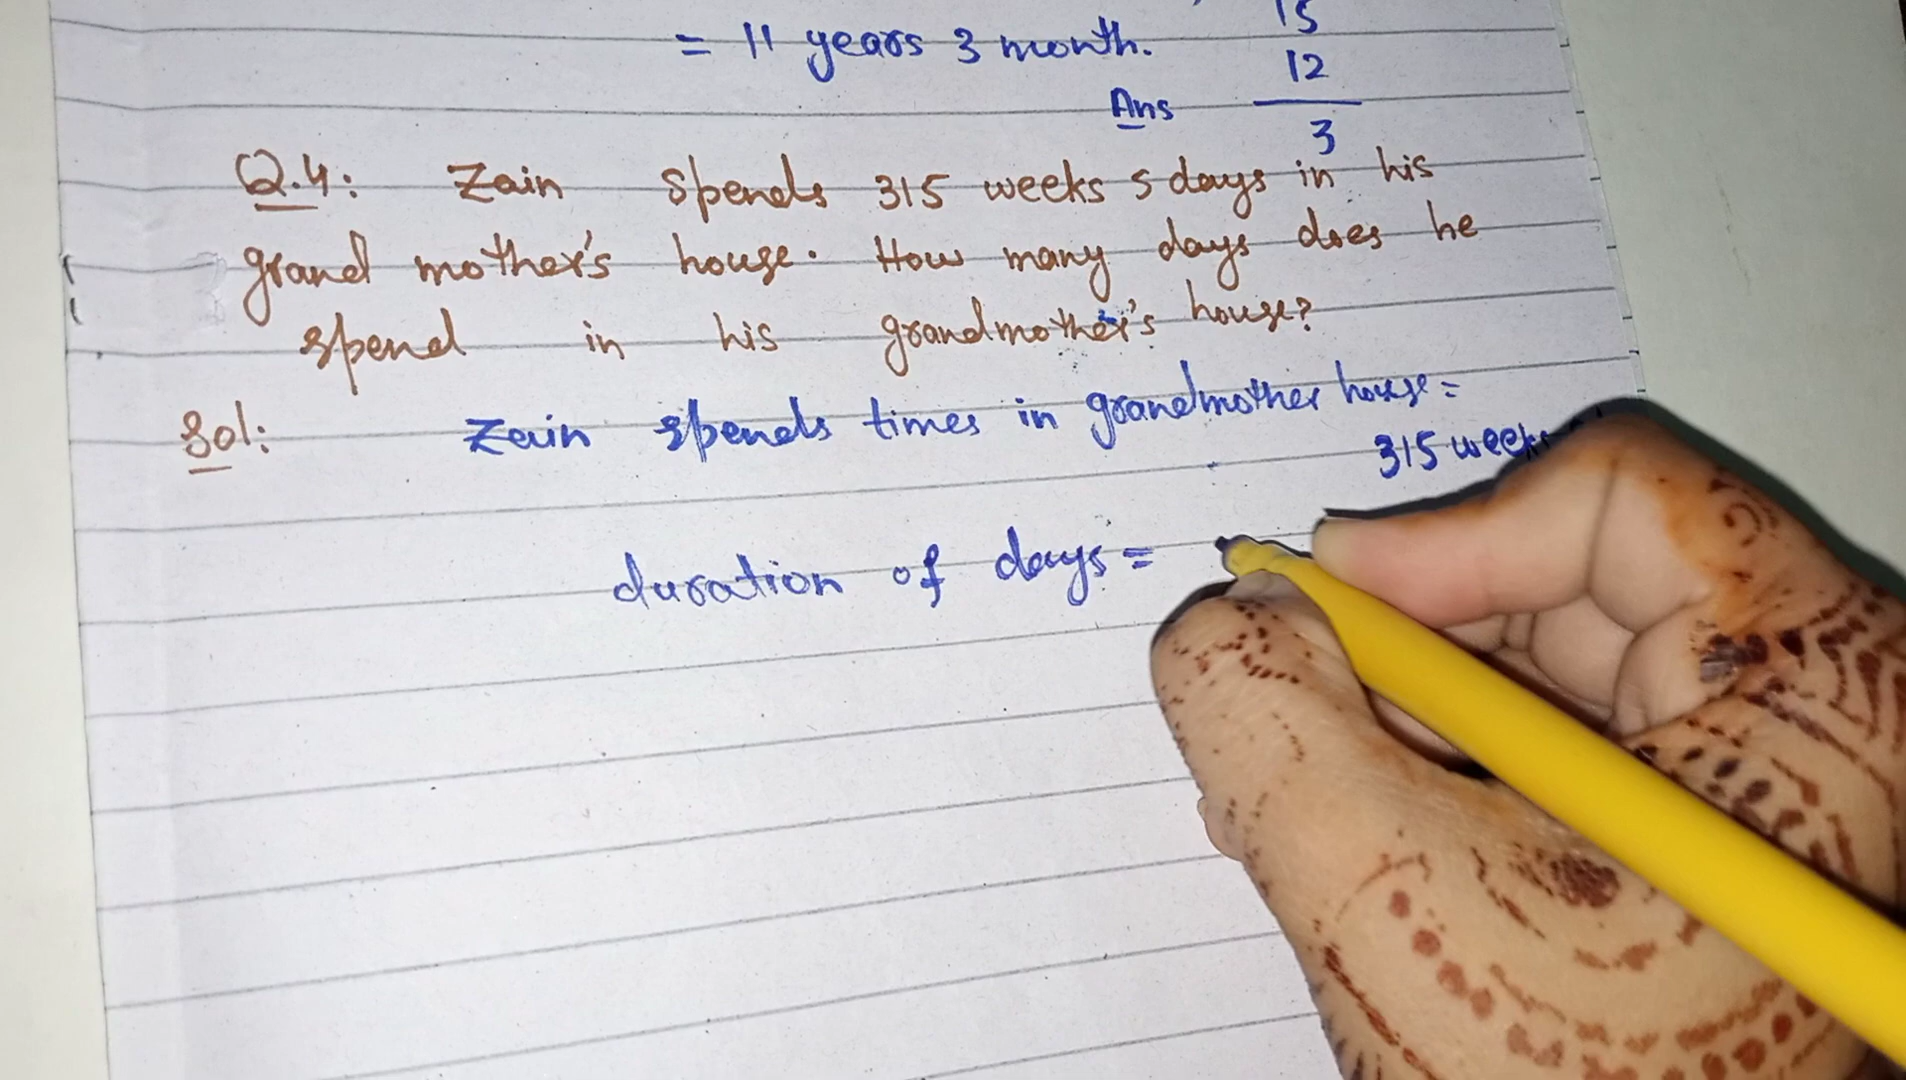 = 11 years 3 month.
15
12
Ans
3
Q.4: Zain spends 315 weeks 5 days in his
grand mother's house. How many days does he
spend in his grandmother's house?
Sol: Zain spends times in grandmother house =
315 weeks
duration of days =